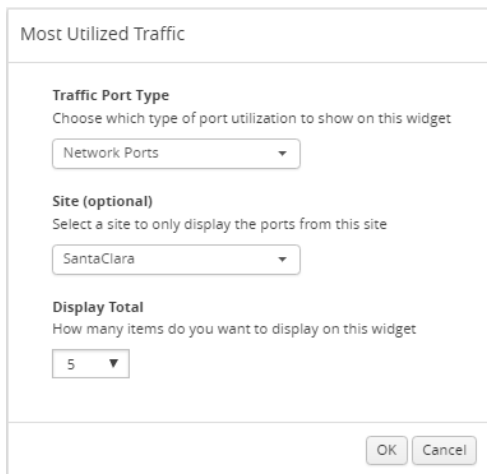 Most Utilized Traffic
Traffic Port Type
Choose which type of port utilization to show on this widget
Network Ports
Site (optional)
Select a site to only display the ports from this site
SantaClara
Display Total
How many items do you want to display on this widget
5
OK Cancel